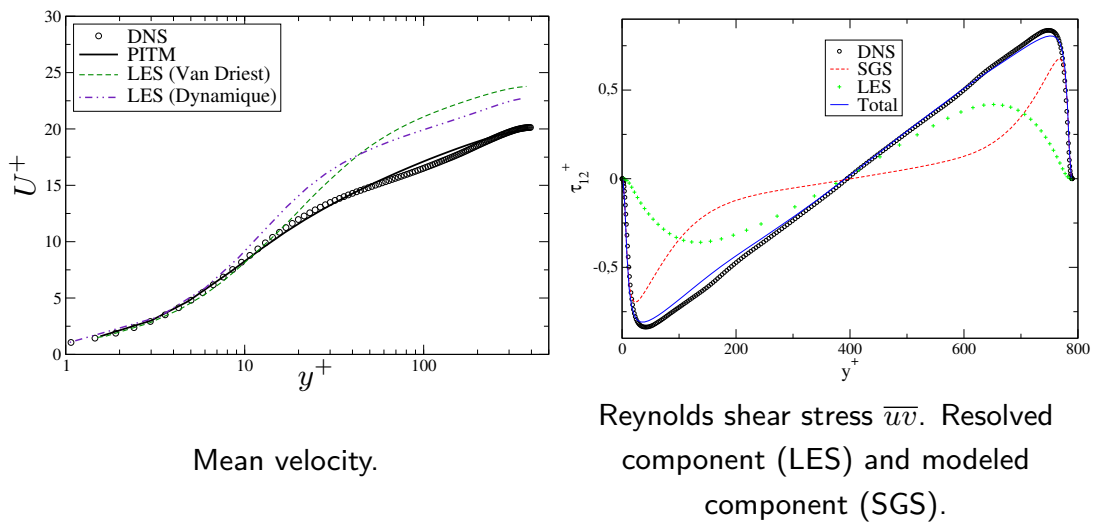 30
25
20
15
10
5
0
U⁺
DNS
PITM
LES (Van Driest)
LES (Dynamique)
1
10
100
y⁺
0,5
0
-0,5
τ₁₂⁺
DNS
SGS
LES
Total
0
200
400
600
800
y⁺
Mean velocity.
Reynolds shear stress u̅v̅. Resolved
component (LES) and modeled
component (SGS).